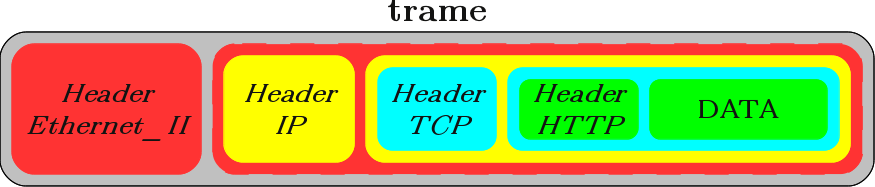 trame
Header
Ethernet_II
Header
IP
Header
TCP
Header
HTTP
DATA